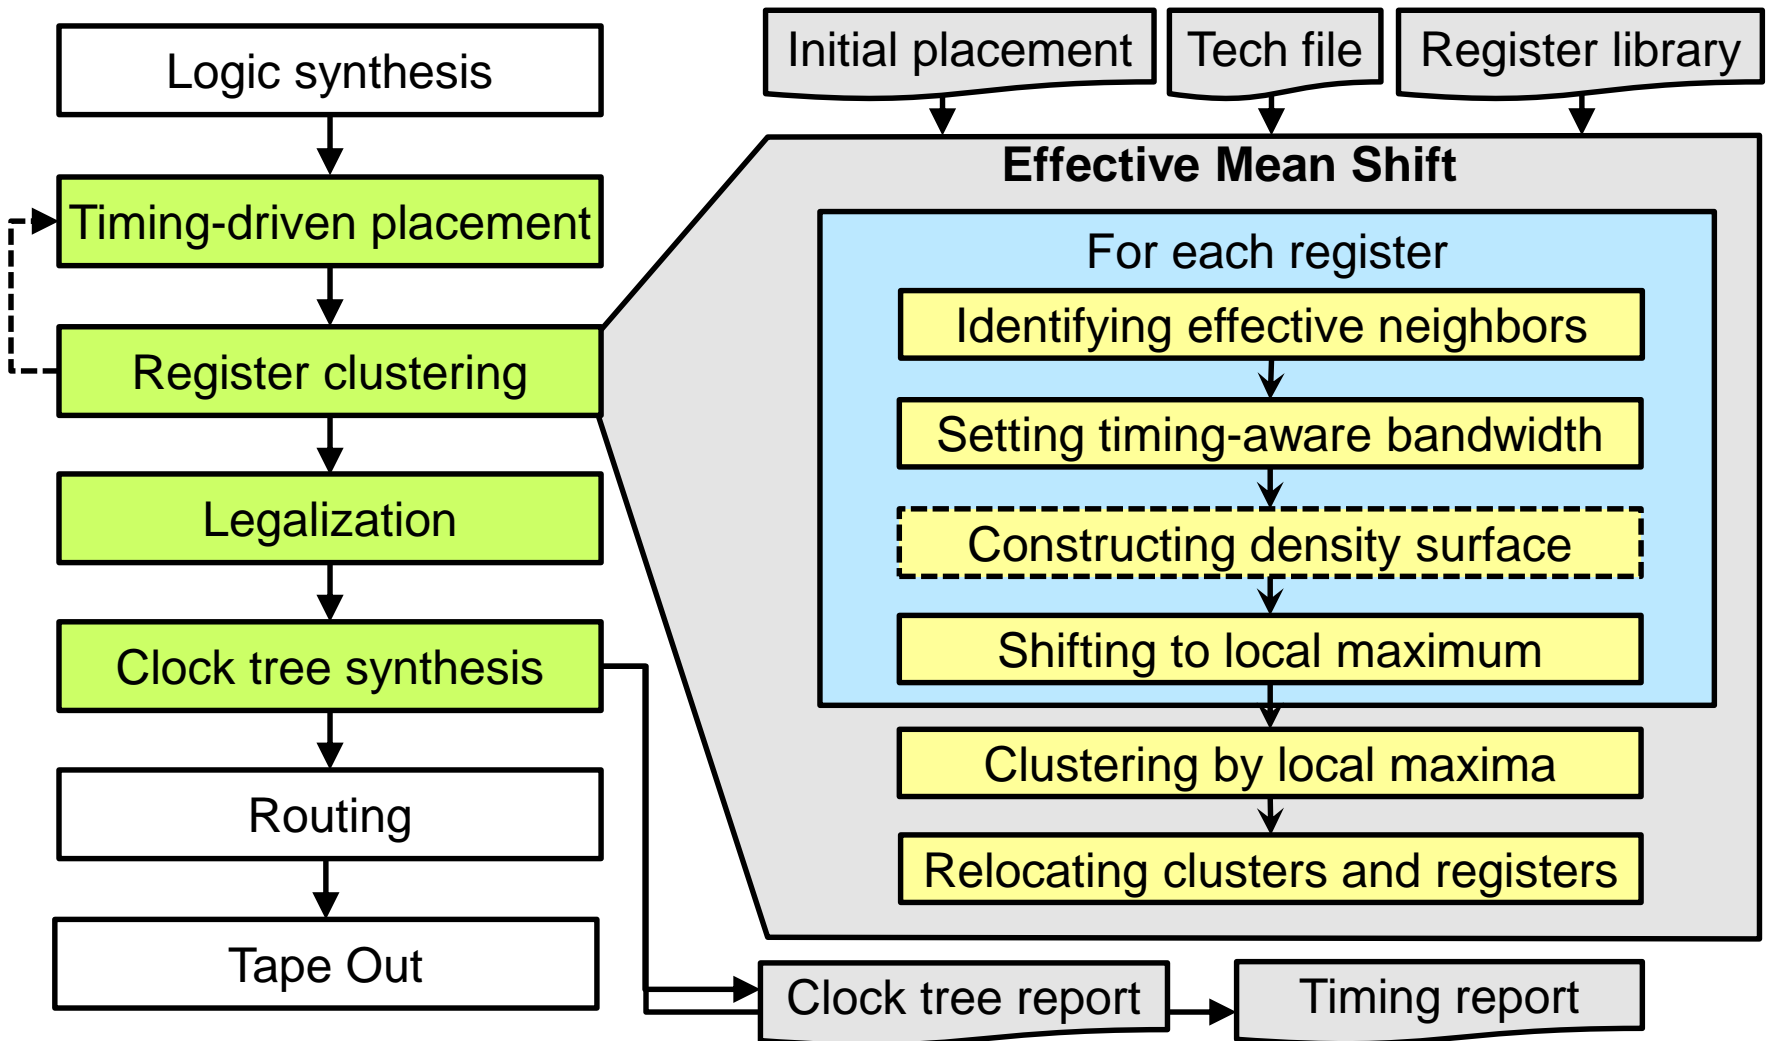 Logic synthesis
Timing-driven placement
Register clustering
Legalization
Clock tree synthesis
Routing
Tape Out
Initial placement
Tech file
Register library
Effective Mean Shift
For each register
Identifying effective neighbors
Setting timing-aware bandwidth
Constructing density surface
Shifting to local maximum
Clustering by local maxima
Relocating clusters and registers
Clock tree report
Timing report